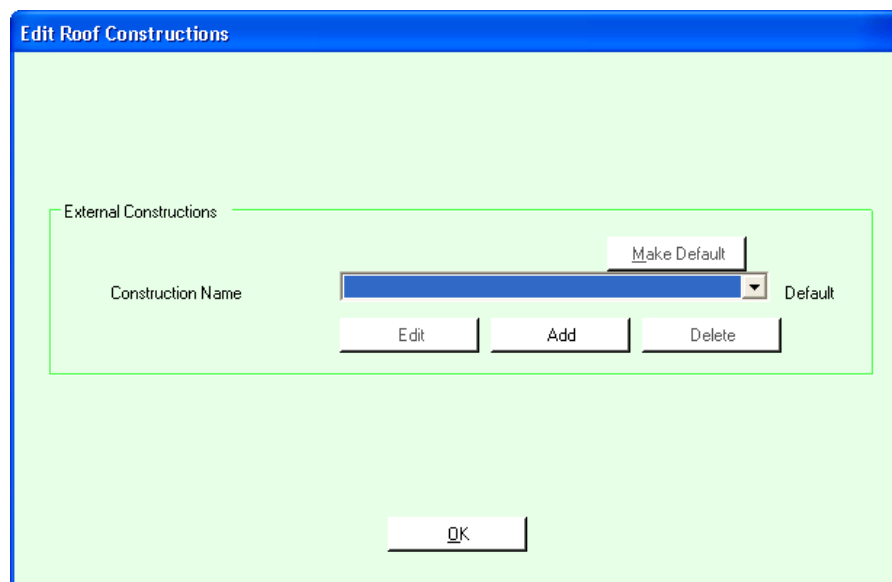 Edit Roof Constructions
External Constructions
Make Default
Construction Name
Default
Edit Add Delete
OK